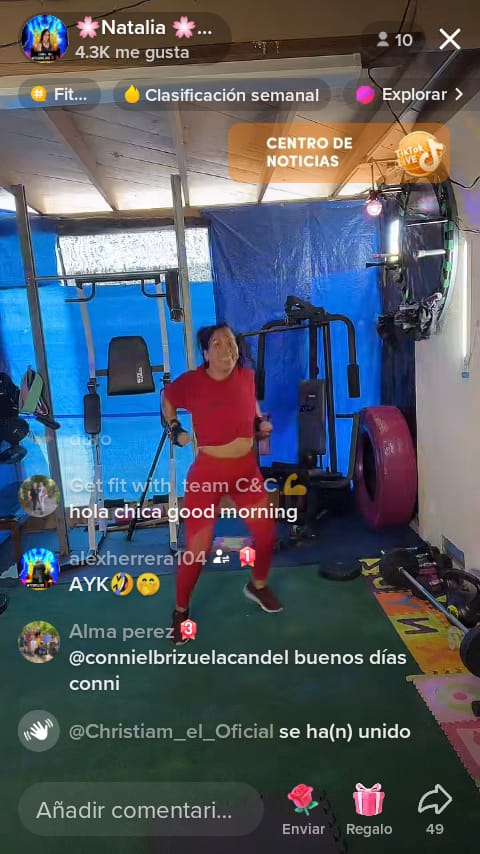 🌸Natalia 🌸...
4.3K me gusta
10
Fit...
Clasificación semanal
Explorar
CENTRO DE
NOTICIAS
TikTok
LIVE
Get fit with team C&C 💪
hola chica good morning
alexherrera104 1
AYK🤣🤭
Alma perez 3
@connielbrizuelacandel buenos días
conni
@Christiam_el_Oficial se ha(n) unido
Añadir comentari...
Enviar
Regalo
49